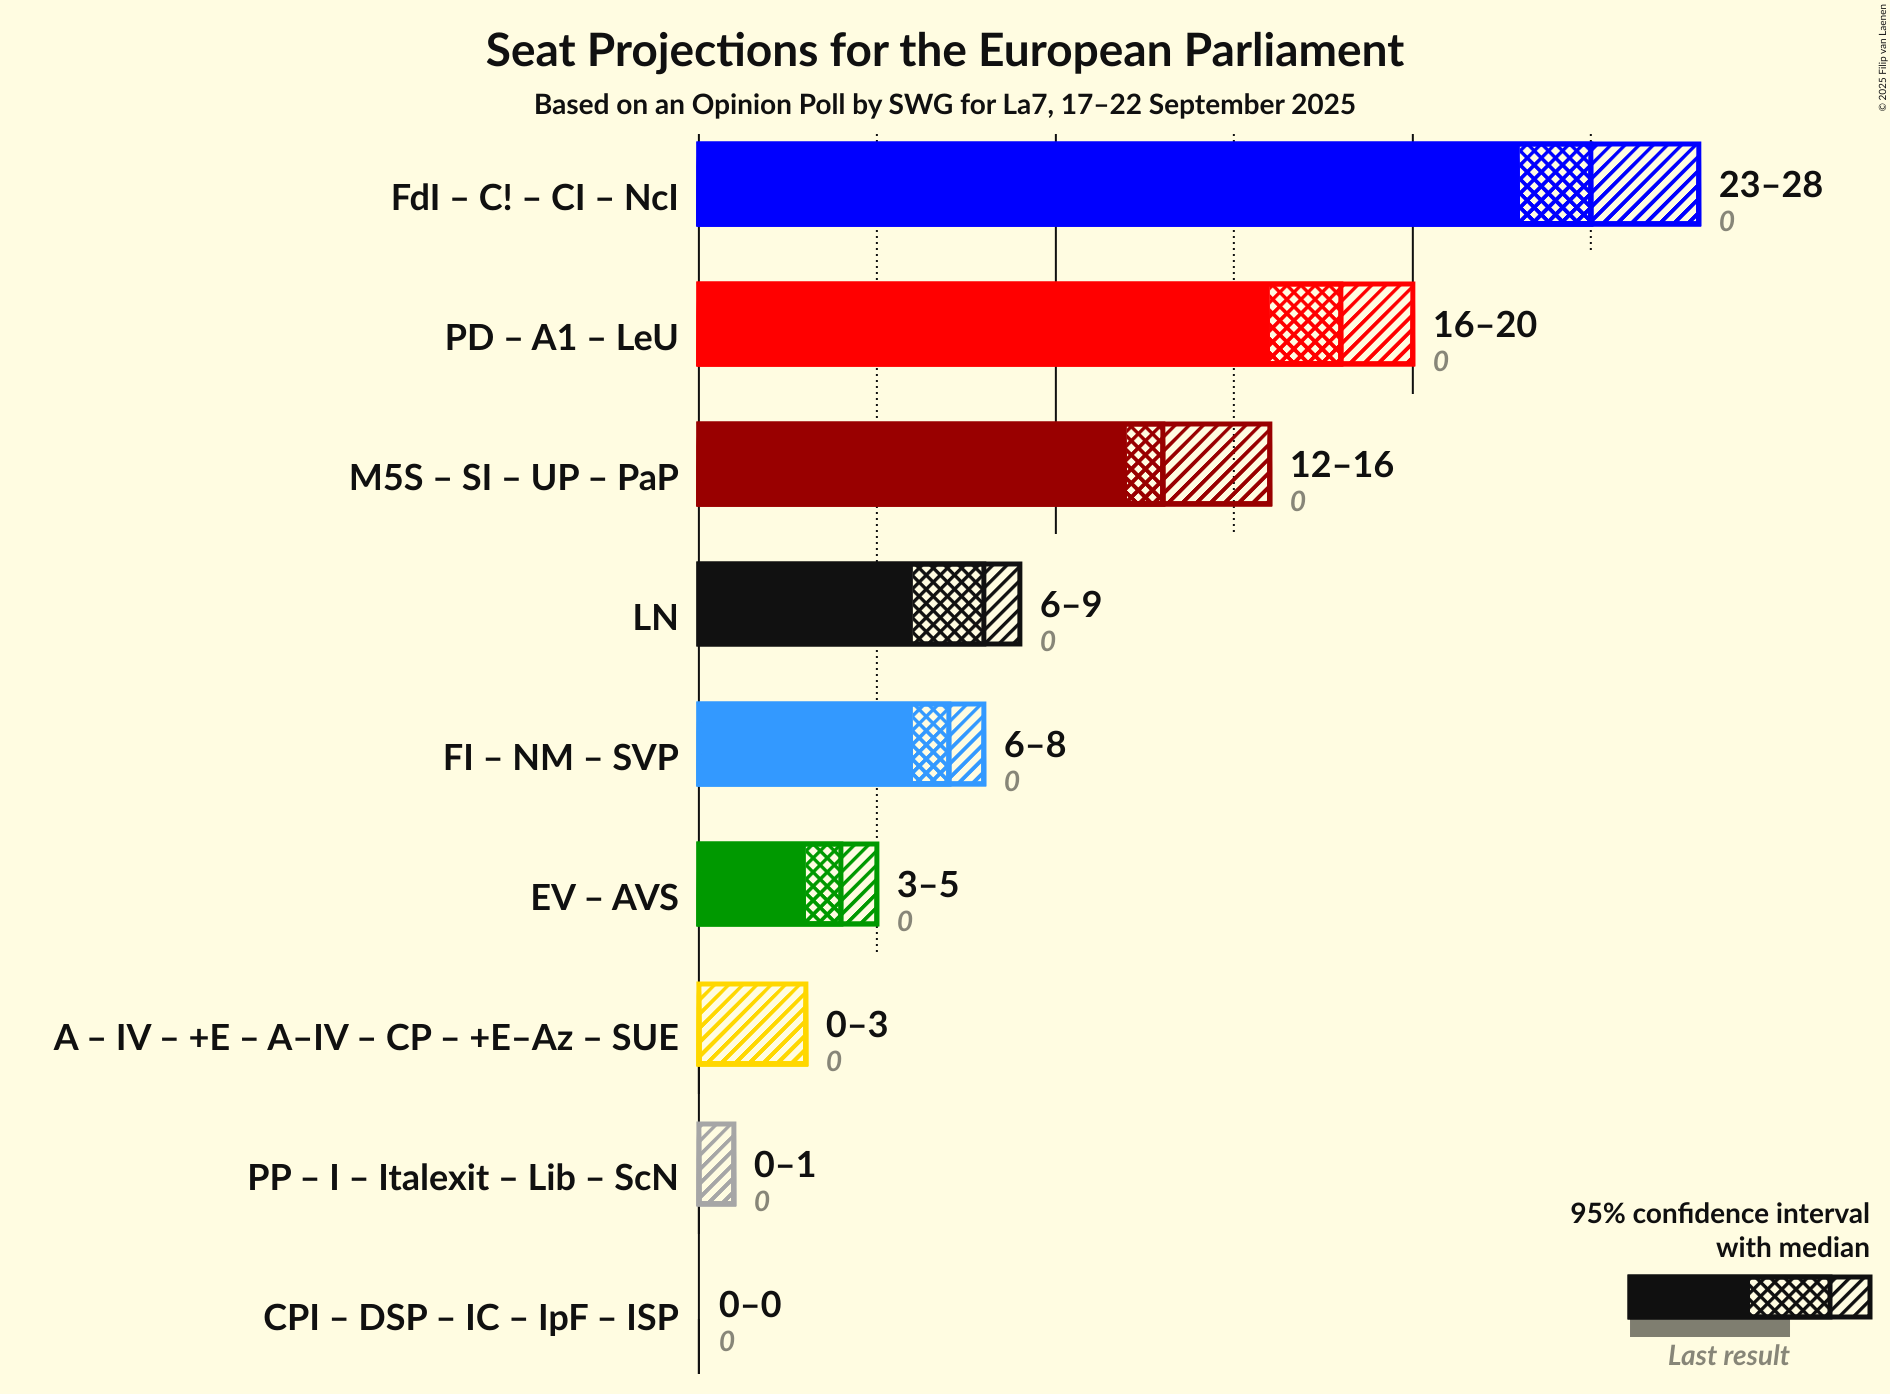 Seat Projections for the European Parliament
Based on an Opinion Poll by SWG for La7, 17–22 September 2025
© 2025 Filip van Laenen
FdI – C! – CI – NcI
23–28
0
PD – A1 – LeU
16–20
0
M5S – SI – UP – PaP
12–16
0
LN
6–9
0
FI – NM – SVP
6–8
0
EV – AVS
3–5
0
A – IV – +E – A–IV – CP – +E–Az – SUE
0–3
0
PP – I – Italexit – Lib – ScN
0–1
0
CPI – DSP – IC – IpF – ISP
0–0
0
95% confidence interval
with median
Last result